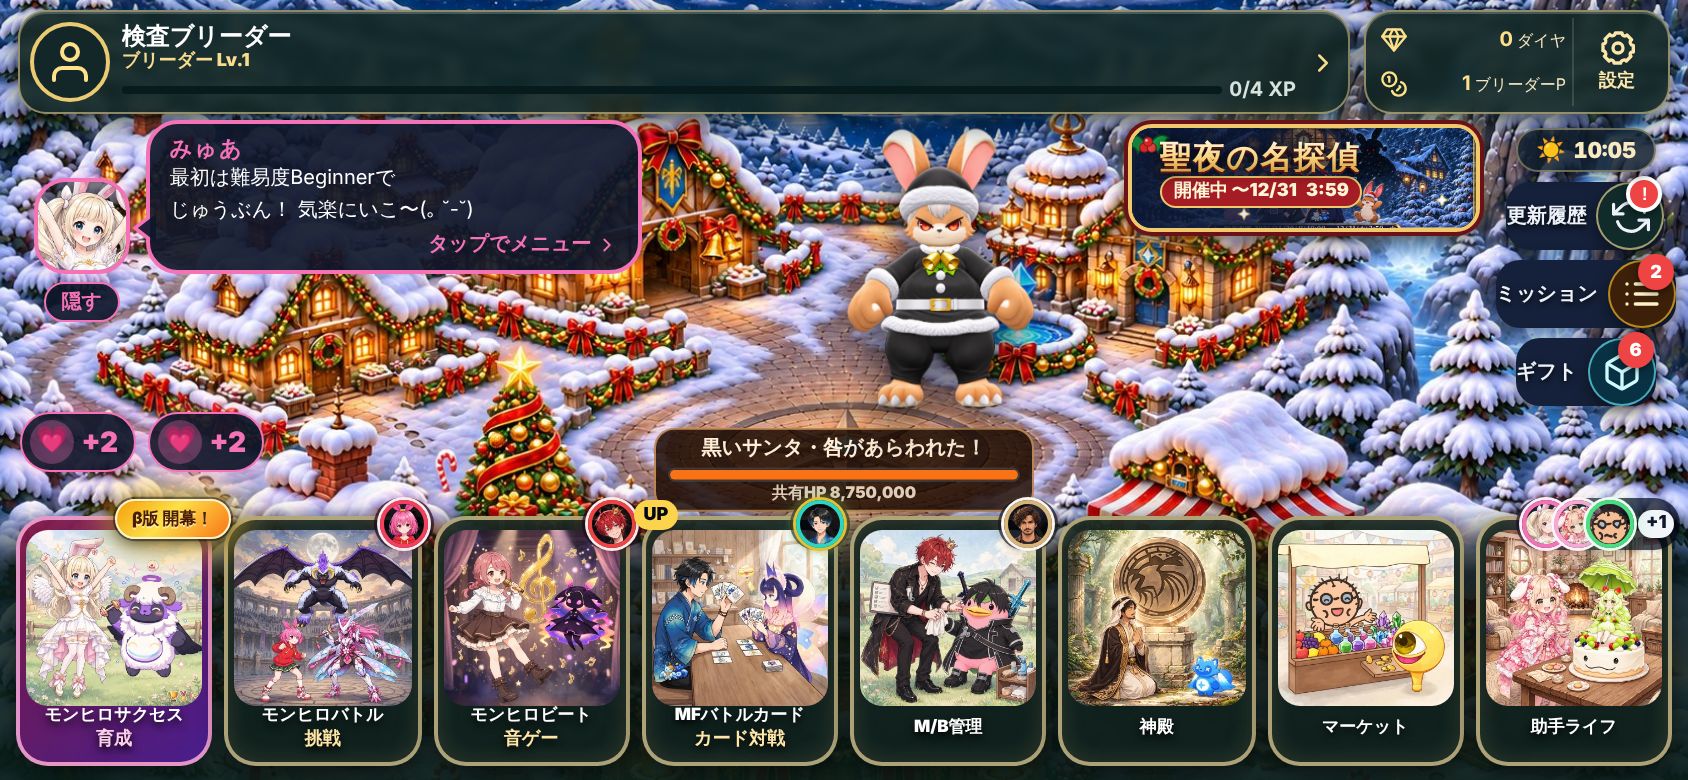 検査ブリーダー
ブリーダー Lv.1
0/4 XP
0 ダイヤ
1 ブリーダーP
設定
みゅあ
最初は難易度Beginnerで
じゅうぶん！ 気楽にいこ〜(｡˘-˘)
タップでメニュー
隠す
聖夜の名探偵
開催中 〜12/31 3:59
10:05
更新履歴
!
ミッション
2
ギフト
6
+2
+2
黒いサンタ・咎があらわれた！
共有HP 8,750,000
β版 開幕！
UP
+1
モンヒロサクセス
育成
モンヒロバトル
挑戦
モンヒロビート
音ゲー
MFバトルカード
カード対戦
M/B管理
神殿
マーケット
助手ライフ